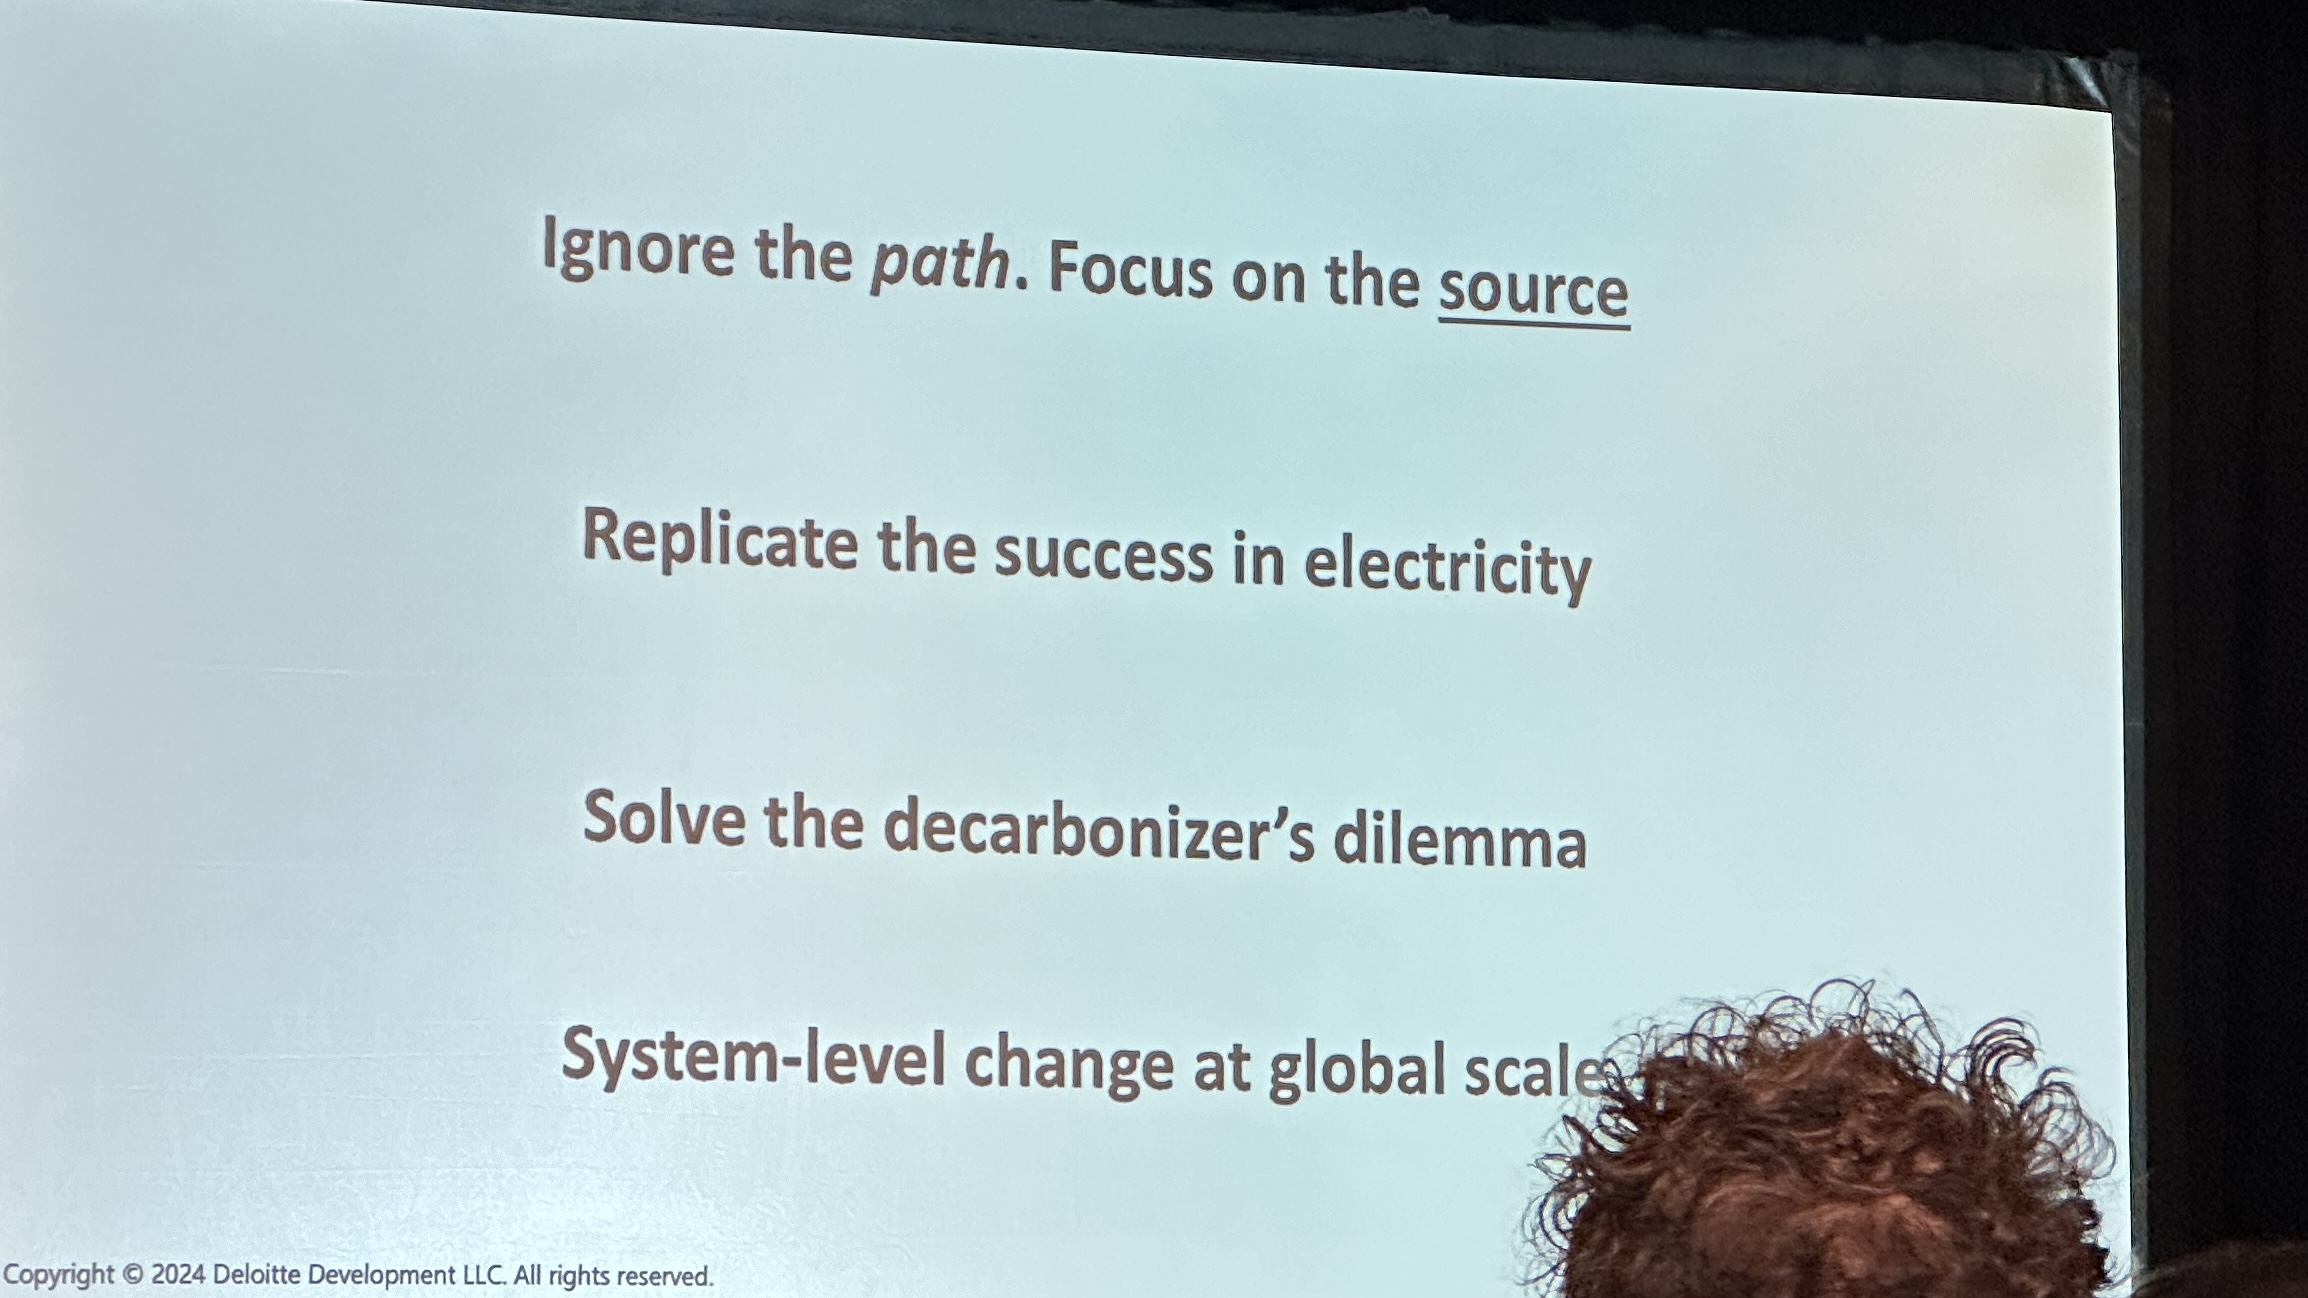 Ignore the path. Focus on the source
Replicate the success in electricity
Solve the decarbonizer’s dilemma
System-level change at global scale
Copyright © 2024 Deloitte Development LLC. All rights reserved.